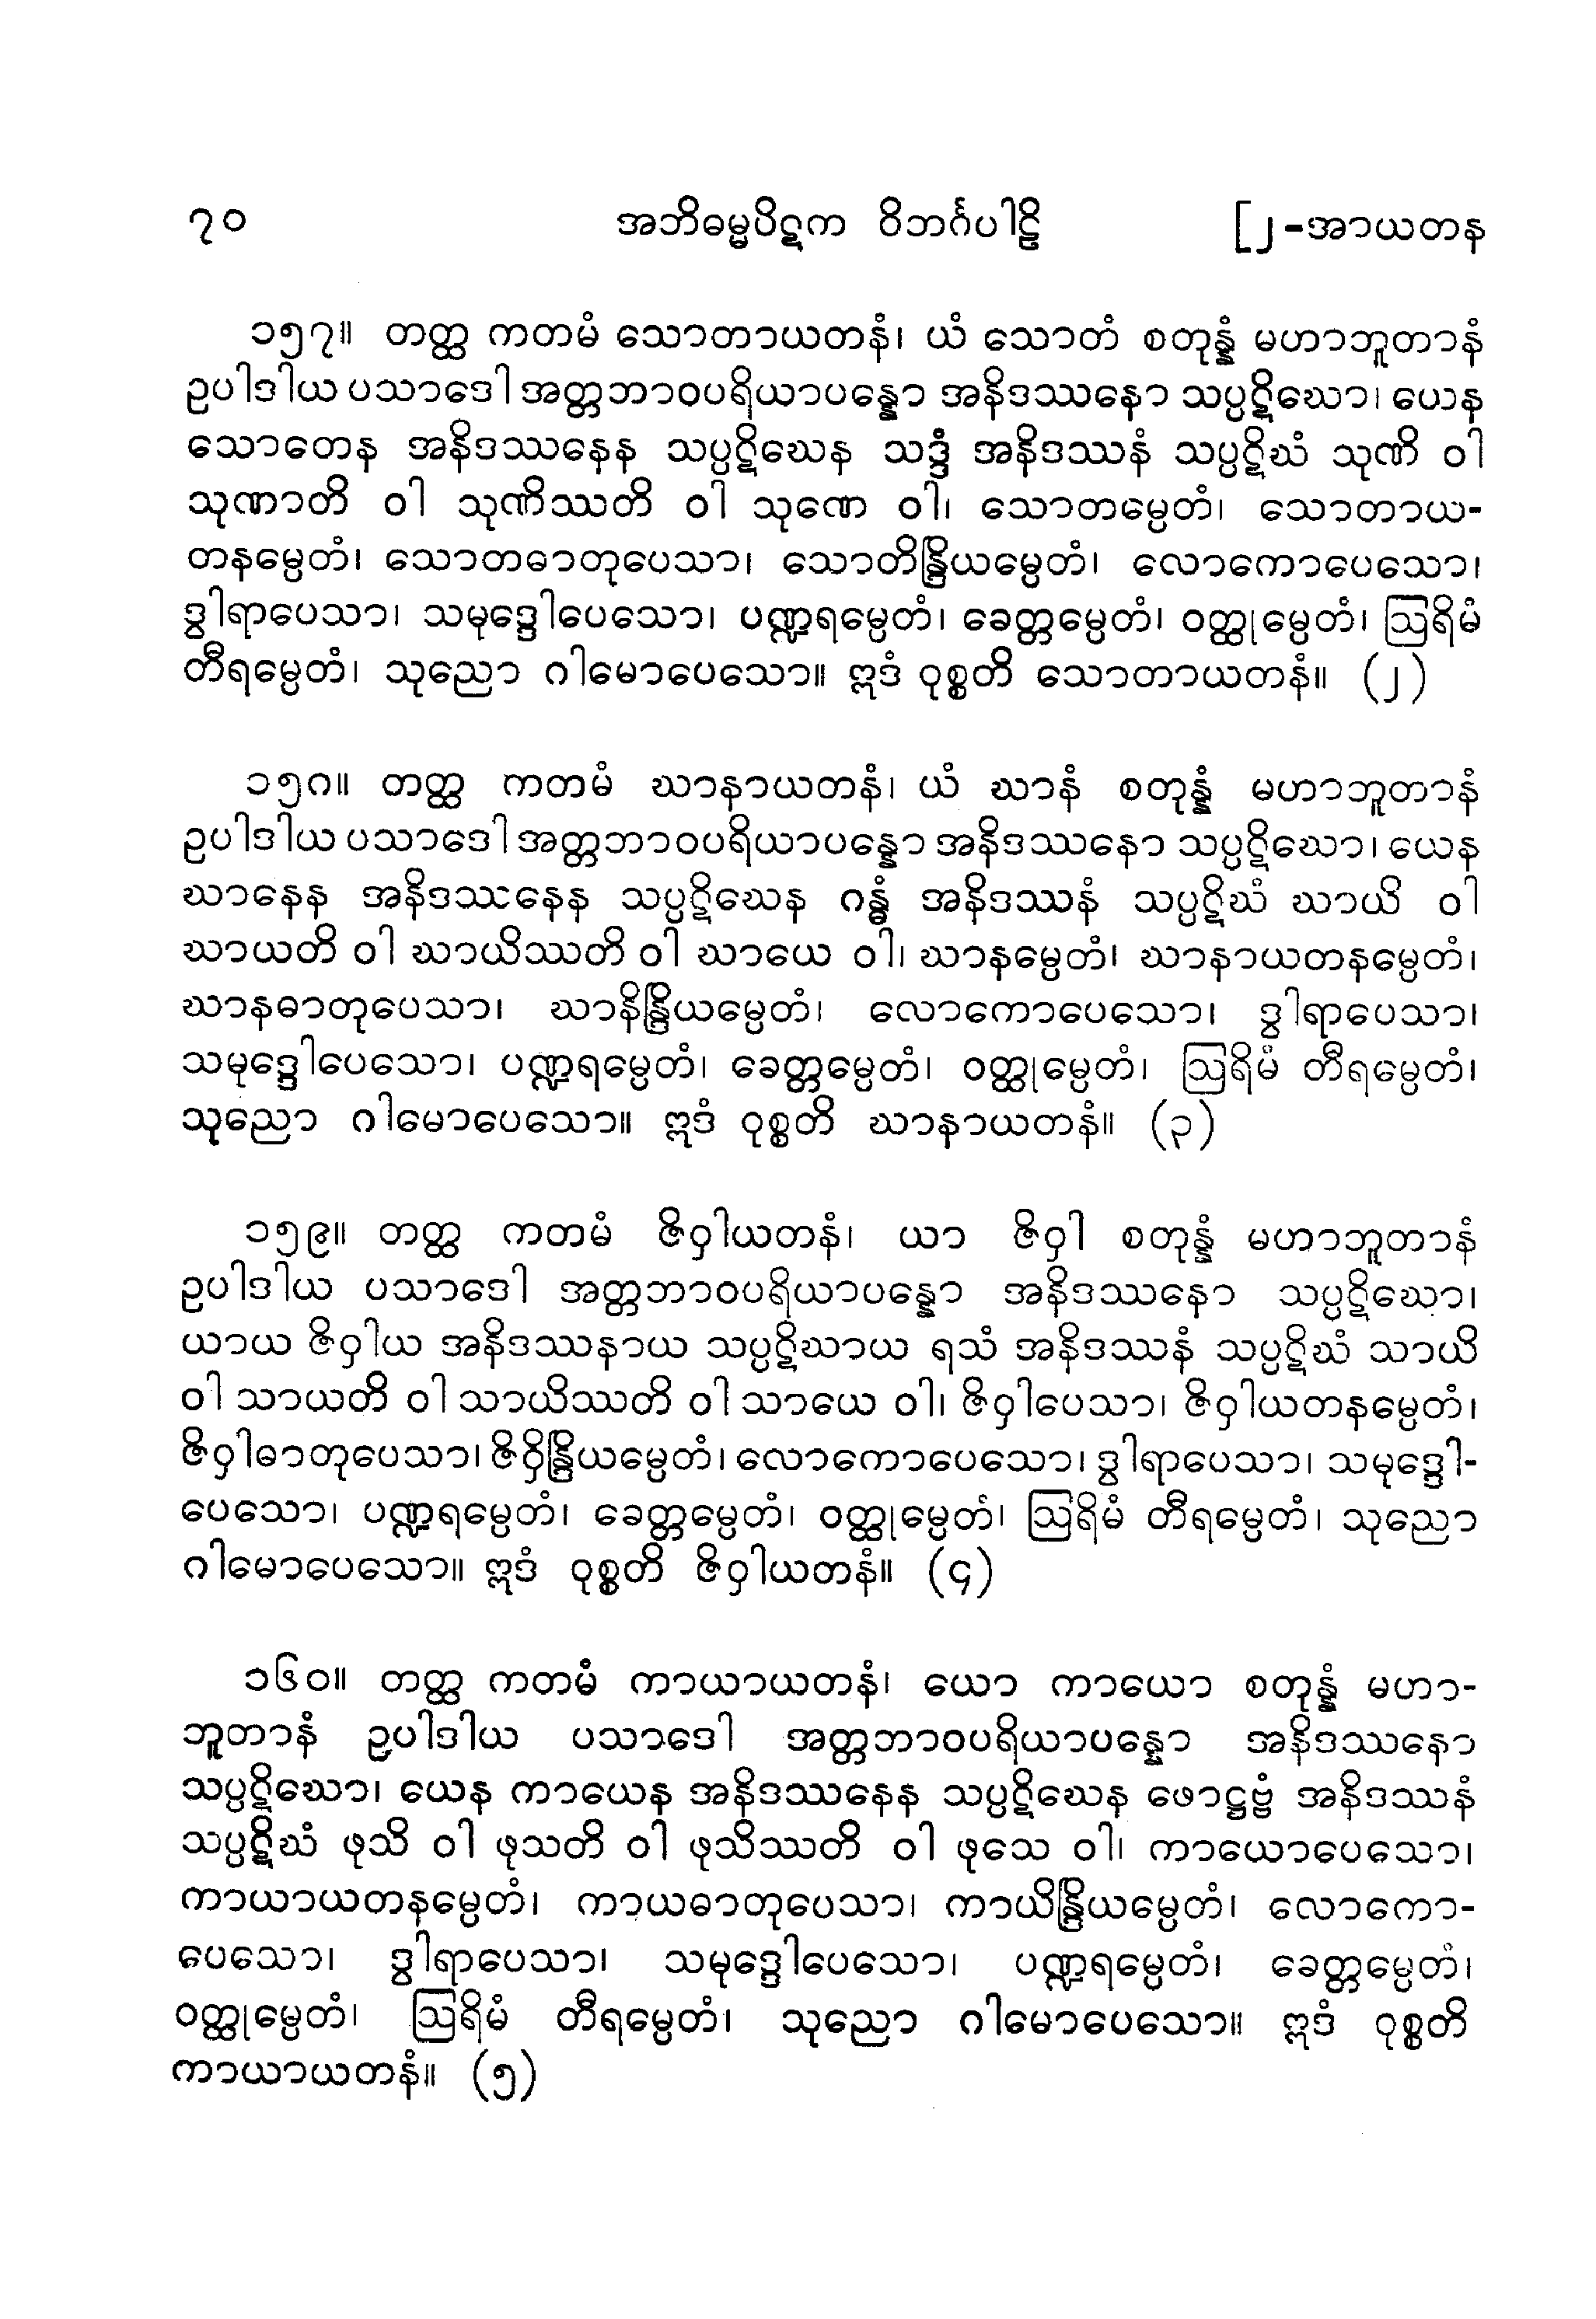 ၇၀ အဘိဓမ္မပိဋက ဝိဘင်္ဂပါဠိ [၂-အာယတန
၁၅၇။ တတ္ထ ကတမံ သောတာယတနံ၊ ယံ သောတံ စတုန္နံ မဟာဘူတာနံ
ဥပါဒါယ ပသာဒေါ အတ္တဘာဝပရိယာပန္နော အနိဒဿနော သပ္ပဋိဃော၊ ယေန
သောတေန အနိဒဿနေန သပ္ပဋိဃေန သဒ္ဒံ အနိဒဿနံ သပ္ပဋိဃံ သုဏိ ဝါ
သုဏာတိ ဝါ သုဏိဿတိ ဝါ သုဏေ ဝါ၊ သောတမ္ပေတံ၊ သောတာယ-
တနမ္ပေတံ၊ သောတဓာတုပေသာ၊ သောတိန္ဒြိယမ္ပေတံ၊ လောကောပေသော၊
ဒွါရာပေသာ၊ သမုဒ္ဒေါပေသော၊ ပဏ္ဍရမ္ပေတံ၊ ခေတ္တမ္ပေတံ၊ ဝတ္ထုမ္ပေတံ၊ ဩရိမံ
တီရမ္ပေတံ၊ သုညော ဂါမောပေသော။ ဣဒံ ဝုစ္စတိ သောတာယတနံ။ (၂)
၁၅၈။ တတ္ထ ကတမံ ဃာနာယတနံ၊ ယံ ဃာနံ စတုန္နံ မဟာဘူတာနံ
ဥပါဒါယ ပသာဒေါ အတ္တဘာဝပရိယာပန္နော အနိဒဿနော သပ္ပဋိဃော၊ ယေန
ဃာနေန အနိဒဿနေန သပ္ပဋိဃေန ဂန္ဓံ အနိဒဿနံ သပ္ပဋိဃံ ဃာယိ ဝါ
ဃာယတိ ဝါ ဃာယိဿတိ ဝါ ဃာယေ ဝါ၊ ဃာနမ္ပေတံ၊ ဃာနာယတနမ္ပေတံ၊
ဃာနဓာတုပေသာ၊ ဃာနိန္ဒြိယမ္ပေတံ၊ လောကောပေသော၊ ဒွါရာပေသာ၊
သမုဒ္ဒေါပေသော၊ ပဏ္ဍရမ္ပေတံ၊ ခေတ္တမ္ပေတံ၊ ဝတ္ထုမ္ပေတံ၊ ဩရိမံ တီရမ္ပေတံ၊
သုညော ဂါမောပေသော။ ဣဒံ ဝုစ္စတိ ဃာနာယတနံ။ (၃)
၁၅၉။ တတ္ထ ကတမံ ဇိဝှါယတနံ၊ ယာ ဇိဝှါ စတုန္နံ မဟာဘူတာနံ
ဥပါဒါယ ပသာဒေါ အတ္တဘာဝပရိယာပန္နော အနိဒဿနော သပ္ပဋိဃော၊
ယာယ ဇိဝှါယ အနိဒဿနာယ သပ္ပဋိဃာယ ရသံ အနိဒဿနံ သပ္ပဋိဃံ သာယိ
ဝါ သာယတိ ဝါ သာယိဿတိ ဝါ သာယေ ဝါ၊ ဇိဝှါပေသာ၊ ဇိဝှါယတနမ္ပေတံ၊
ဇိဝှါဓာတုပေသာ၊ ဇိဝှိန္ဒြိယမ္ပေတံ၊ လောကောပေသော၊ ဒွါရာပေသာ၊ သမုဒ္ဒေါ-
ပေသော၊ ပဏ္ဍရမ္ပေတံ၊ ခေတ္တမ္ပေတံ၊ ဝတ္ထုမ္ပေတံ၊ ဩရိမံ တီရမ္ပေတံ၊ သုညော
ဂါမောပေသော။ ဣဒံ ဝုစ္စတိ ဇိဝှါယတနံ။ (၄)
၁၆၀။ တတ္ထ ကတမံ ကာယာယတနံ၊ ယော ကာယော စတုန္နံ မဟာ-
ဘူတာနံ ဥပါဒါယ ပသာဒေါ အတ္တဘာဝပရိယာပန္နော အနိဒဿနော
သပ္ပဋိဃော၊ ယေန ကာယေန အနိဒဿနေန သပ္ပဋိဃေန ဖောဋ္ဌဗ္ဗံ အနိဒဿနံ
သပ္ပဋိဃံ ဖုသိ ဝါ ဖုသတိ ဝါ ဖုသိဿတိ ဝါ ဖုသေ ဝါ၊ ကာယောပေသော၊
ကာယာယတနမ္ပေတံ၊ ကာယဓာတုပေသာ၊ ကာယိန္ဒြိယမ္ပေတံ၊ လောကော-
ပေသော၊ ဒွါရာပေသာ၊ သမုဒ္ဒေါပေသော၊ ပဏ္ဍရမ္ပေတံ၊ ခေတ္တမ္ပေတံ၊
ဝတ္ထုမ္ပေတံ၊ ဩရိမံ တီရမ္ပေတံ၊ သုညော ဂါမောပေသော။ ဣဒံ ဝုစ္စတိ
ကာယာယတနံ။ (၅)